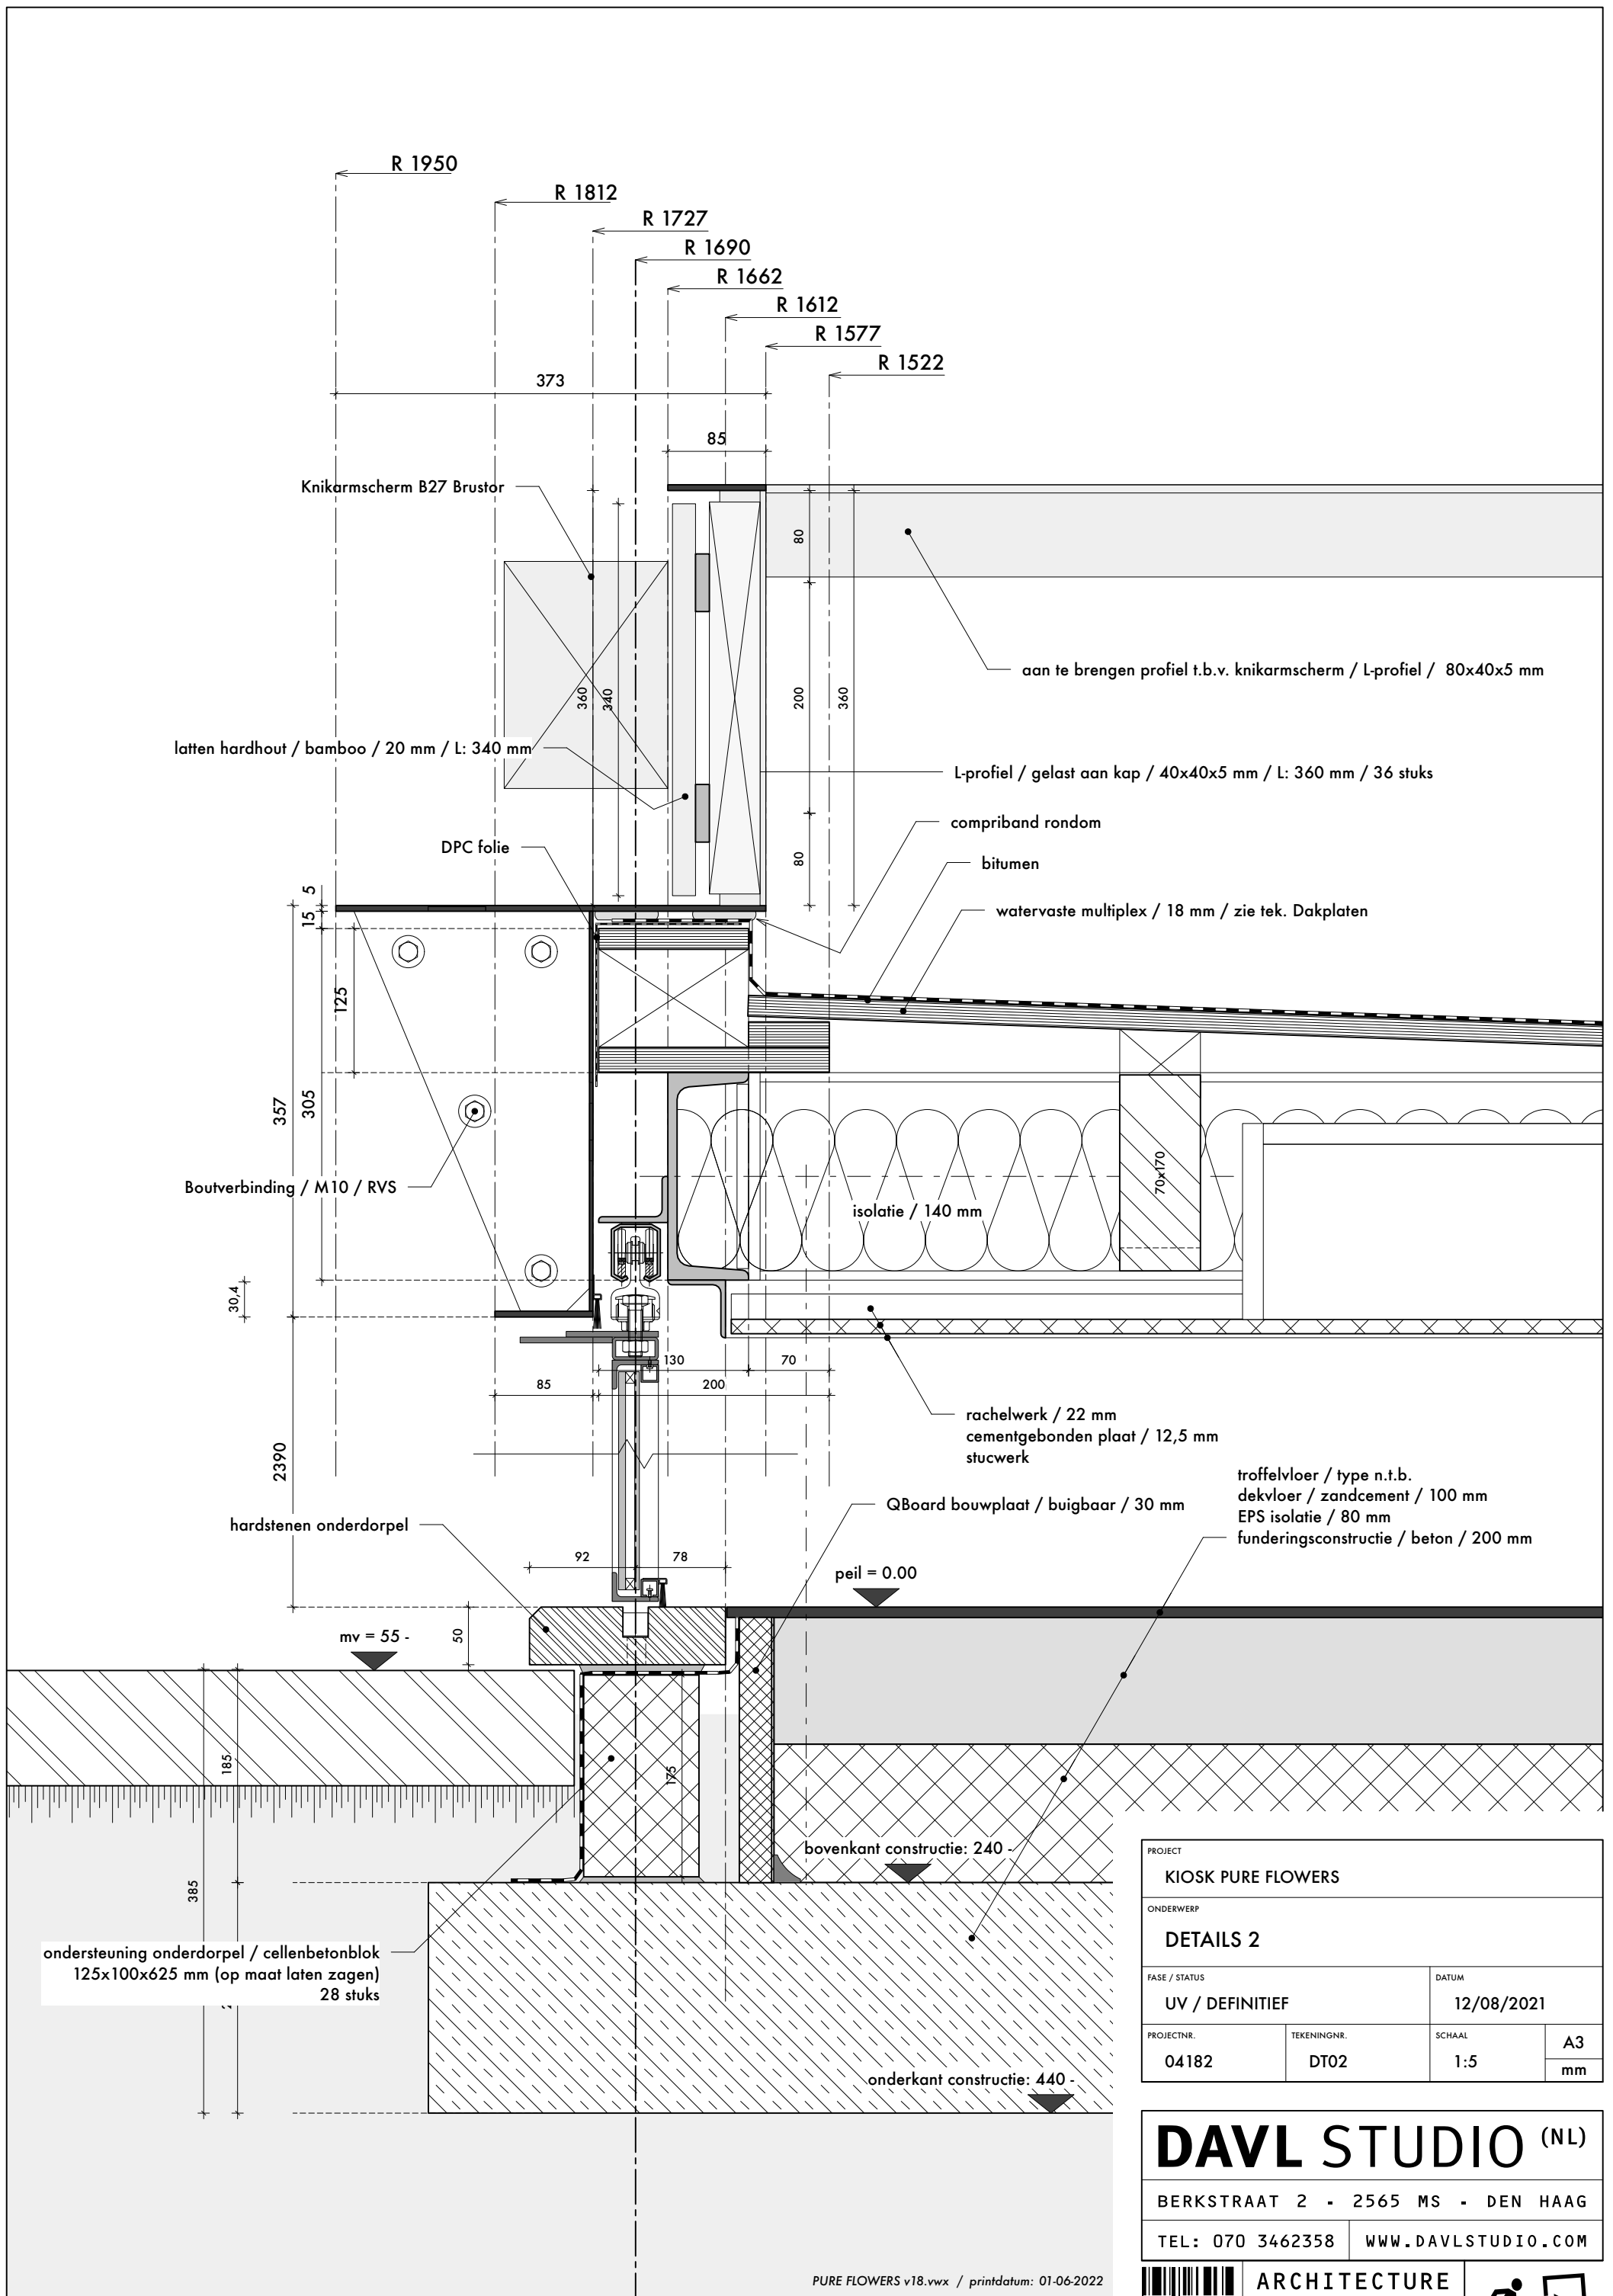 R 1950
R 1812
R 1727
R 1690
R 1662
R 1612
R 1577
R 1522
373
85
Knikarmscherm B27 Brustor
80
aan te brengen profiel t.b.v. knikarmscherm / L-profiel / 80x40x5 mm
360
340
200
360
latten hardhout / bamboo / 20 mm / L: 340 mm
L-profiel / gelast aan kap / 40x40x5 mm / L: 360 mm / 36 stuks
compriband rondom
DPC folie
80
bitumen
5
15
watervaste multiplex / 18 mm / zie tek. Dakplaten
125
357
305
70x170
Boutverbinding / M10 / RVS
isolatie / 140 mm
30,4
130
70
85
200
rachelwerk / 22 mm
cementgebonden plaat / 12,5 mm
stucwerk
2390
troffelvloer / type n.t.b.
dekvloer / zandcement / 100 mm
EPS isolatie / 80 mm
funderingsconstructie / beton / 200 mm
QBoard bouwplaat / buigbaar / 30 mm
hardstenen onderdorpel
92
78
peil = 0.00
mv = 55 -
50
185
175
bovenkant constructie: 240 -
385
ondersteuning onderdorpel / cellenbetonblok
125x100x625 mm (op maat laten zagen)
28 stuks
onderkant constructie: 440 -
PROJECT
KIOSK PURE FLOWERS
ONDERWERP
DETAILS 2
FASE / STATUS
DATUM
UV / DEFINITIEF
12/08/2021
PROJECTNR.
TEKENINGNR.
SCHAAL
A3
04182
DT02
1:5
mm
DAVL STUDIO (NL)
BERKSTRAAT 2 - 2565 MS - DEN HAAG
TEL: 070 3462358
WWW.DAVLSTUDIO.COM
ARCHITECTURE
PURE FLOWERS v18.vwx / printdatum: 01-06-2022